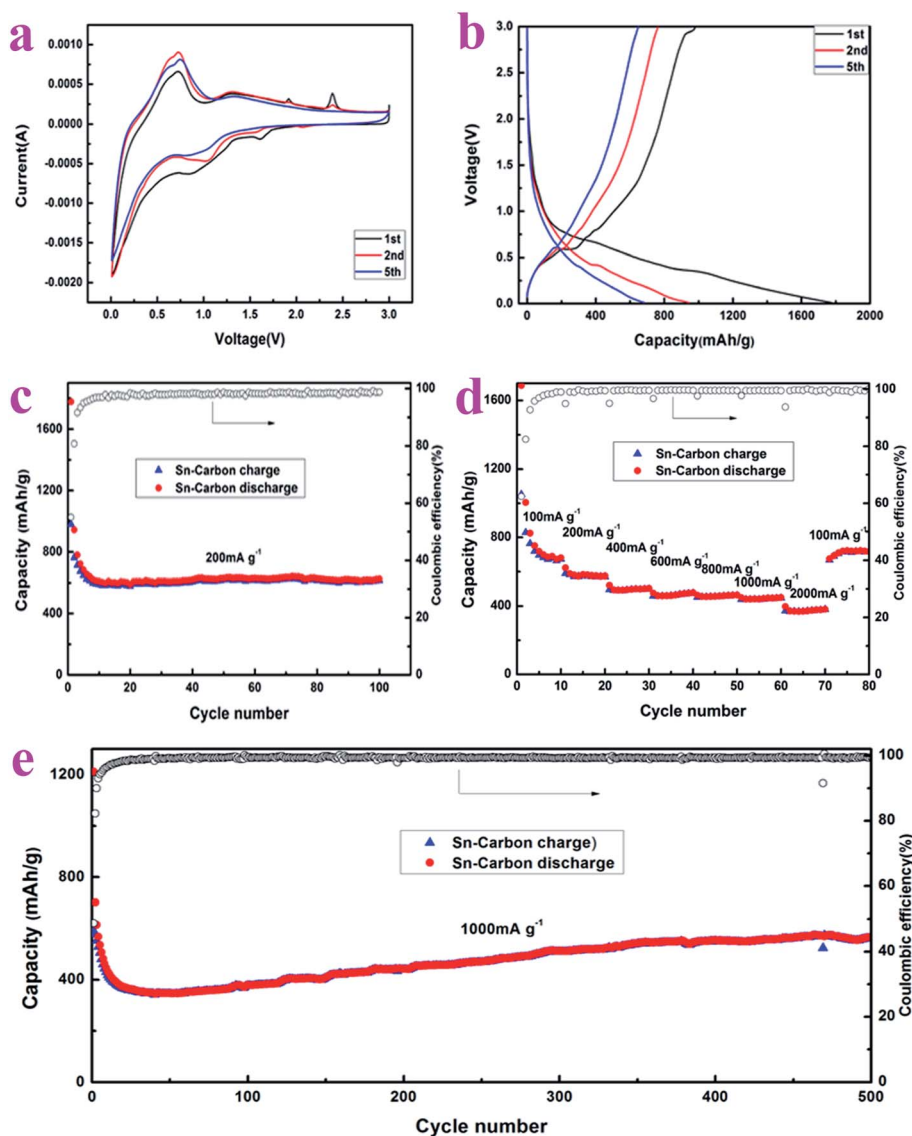 a
0.0010
0.0005
0.0000
-0.0005
-0.0010
-0.0015
-0.0020
Current(A)
1st
2nd
5th
0.0 0.5 1.0 1.5 2.0 2.5 3.0
Voltage(V)
b
3.0
2.5
2.0
1.5
1.0
0.5
0.0
Voltage(V)
1st
2nd
5th
0 400 800 1200 1600 2000
Capacity(mAh/g)
c
1600
1200
800
400
0
Capacity (mAh/g)
Sn-Carbon charge
Sn-Carbon discharge
200mA g-1
100
80
60
40
20
0
Coulombic efficiency(%)
0 20 40 60 80 100
Cycle number
d
1600
1200
800
400
0
Capacity (mAh/g)
Sn-Carbon charge
Sn-Carbon discharge
100mA g-1
200mA g-1
400mA g-1
600mA g-1
800mA g-1
1000mA g-1
2000mA g-1
100mA g-1
100
80
60
40
20
0
Coulombic efficiency(%)
0 10 20 30 40 50 60 70 80
Cycle number
e
1200
800
400
0
Capacity (mAh/g)
Sn-Carbon charge)
Sn-Carbon discharge
1000mA g-1
100
80
60
40
20
0
Coulombic efficiency(%)
0 50 100 150 200 250 300 350 400 450 500
Cycle number